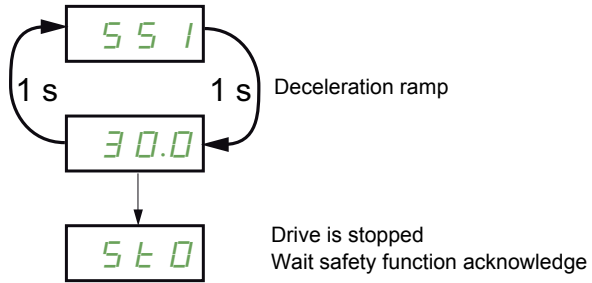 SS1
1 s
1 s
Deceleration ramp
30.0
StO
Drive is stopped
Wait safety function acknowledge